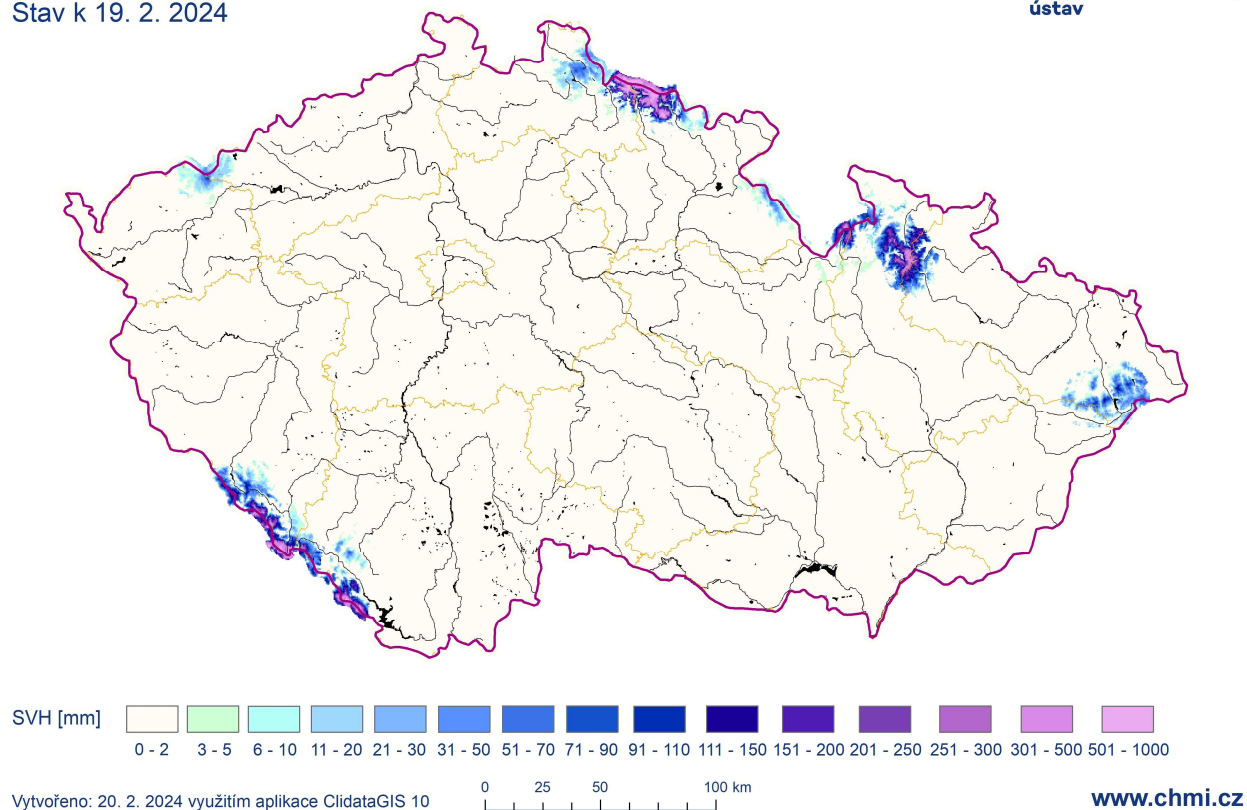 Stav k 19. 2. 2024
ústav
SVH [mm]
0 - 2 3 - 5 6 - 10 11 - 20 21 - 30 31 - 50 51 - 70 71 - 90 91 - 110 111 - 150 151 - 200 201 - 250 251 - 300 301 - 500 501 - 1000
0 25 50 100 km
Vytvořeno: 20. 2. 2024 využitím aplikace ClidataGIS 10
www.chmi.cz